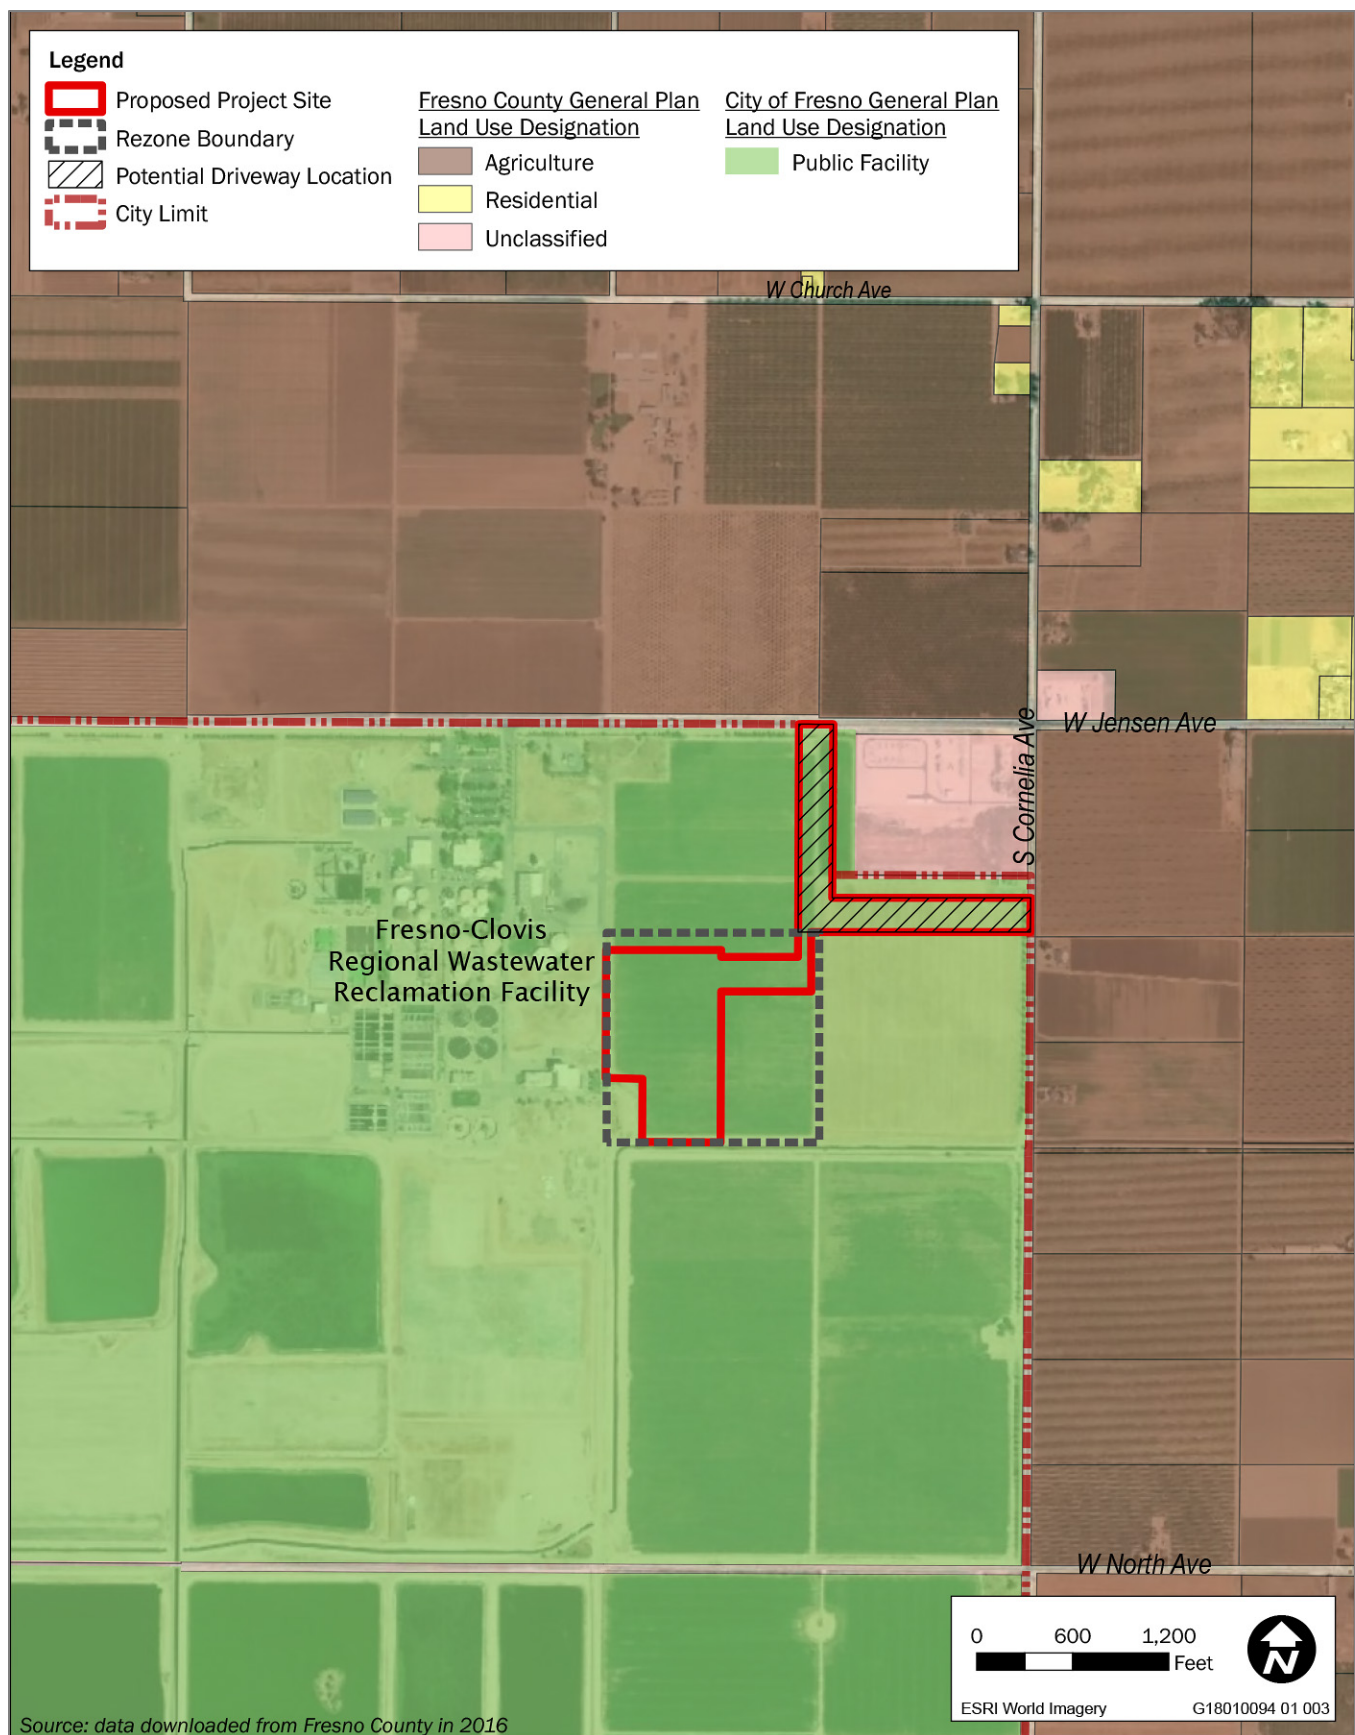 Legend
Proposed Project Site
Rezone Boundary
Potential Driveway Location
City Limit
Fresno County General Plan
Land Use Designation
Agriculture
Residential
Unclassified
City of Fresno General Plan
Land Use Designation
Public Facility
W Church Ave
W Jensen Ave
S Cornelia Ave
Fresno-Clovis
Regional Wastewater
Reclamation Facility
W North Ave
0 600 1,200
Feet
N
ESRI World Imagery G18010094 01 003
Source: data downloaded from Fresno County in 2016